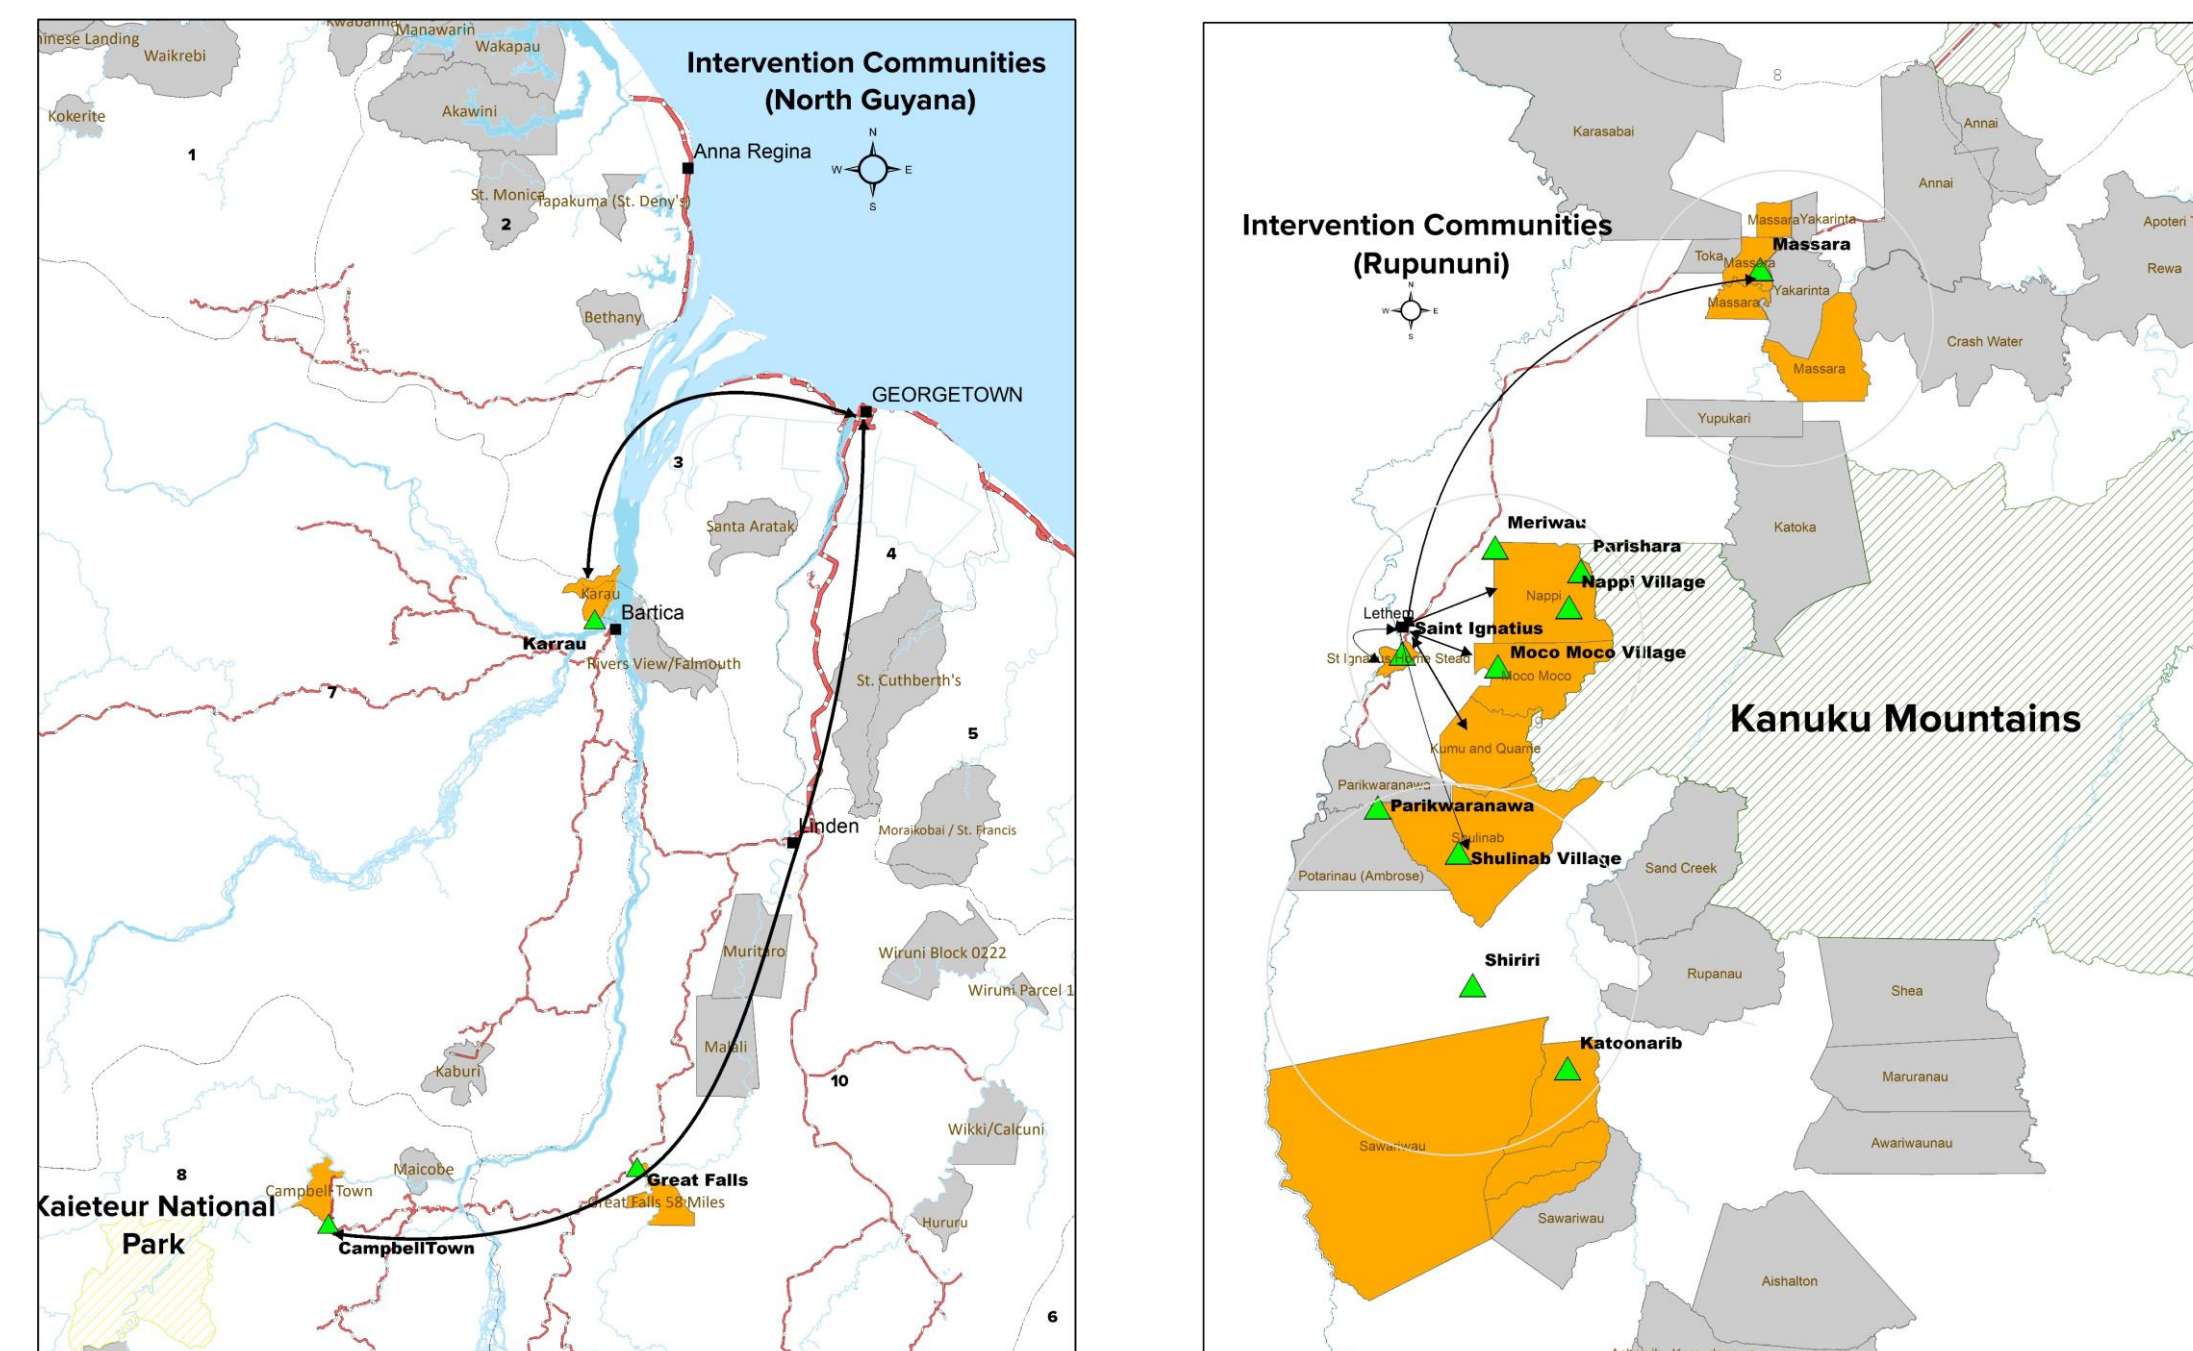 Kwabanna
Manawarin
Waikrebi
Wakapau
Kokerite
Akawini
Intervention Communities
(North Guyana)
N
W
E
S
1
Anna Regina
St. Monica
Tapakuma (St. Deny's)
2
Bethany
GEORGETOWN
3
Santa Aratak
4
Karau
Bartica
Karrau
Rivers View/Falmouth
St. Cuthberth's
7
5
Linden
Moraikobai / St. Francis
Muritaro
Wiruni Block 0222
Wiruni Parcel 1
Malali
Kaburi
10
Wikki/Calcuni
8
Maicobe
Campbell Town
Great Falls
Great Falls 58 Miles
Kaieteur National
Park
CampbellTown
Hururu
6
8
Karasabai
Annai
Annai
Intervention Communities
(Rupununi)
N
W
E
S
Massara
Yakarinta
Massara
Toka
Massara
Yakarinta
Massara
Apoteri
Rewa
Crash Water
Massara
Yupukari
Katoka
Meriwau
Parishara
Nappi Village
Nappi
Lethem
Saint Ignatius
St Ignatius Home Stead
Moco Moco Village
Moco Moco
9
Kanuku Mountains
Kumu and Quarrie
Parikwaranawa
Parikwaranawa
Shulinab
Shulinab Village
Potarinau (Ambrose)
Sand Creek
Shiriri
Rupanau
Shea
Katoonarib
Maruranau
Sawariwau
Awariwaunau
Sawariwau
Aishalton